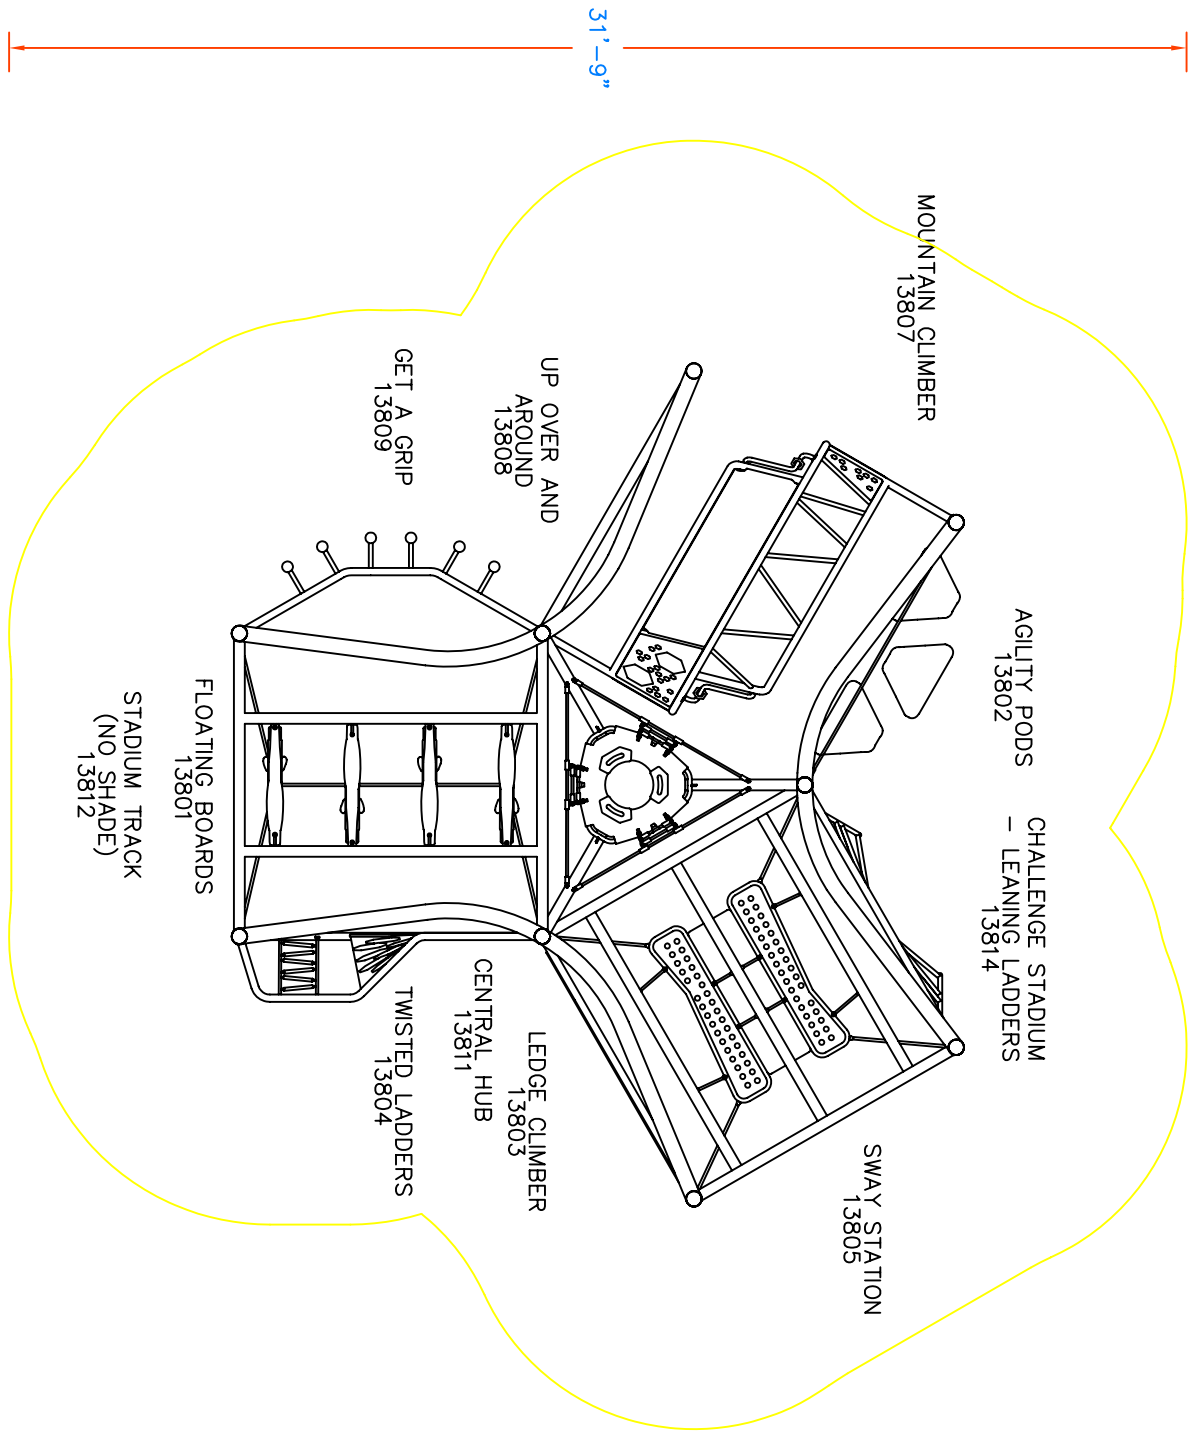 31'-9"
MOUNTAIN CLIMBER
13807
AGILITY PODS
13802
CHALLENGE STADIUM
- LEANING LADDERS
13814
SWAY STATION
13805
UP OVER AND
AROUND
13808
GET A GRIP
13809
LEDGE CLIMBER
13803
CENTRAL HUB
13811
TWISTED LADDERS
13804
FLOATING BOARDS
13801
STADIUM TRACK
(NO SHADE)
13812